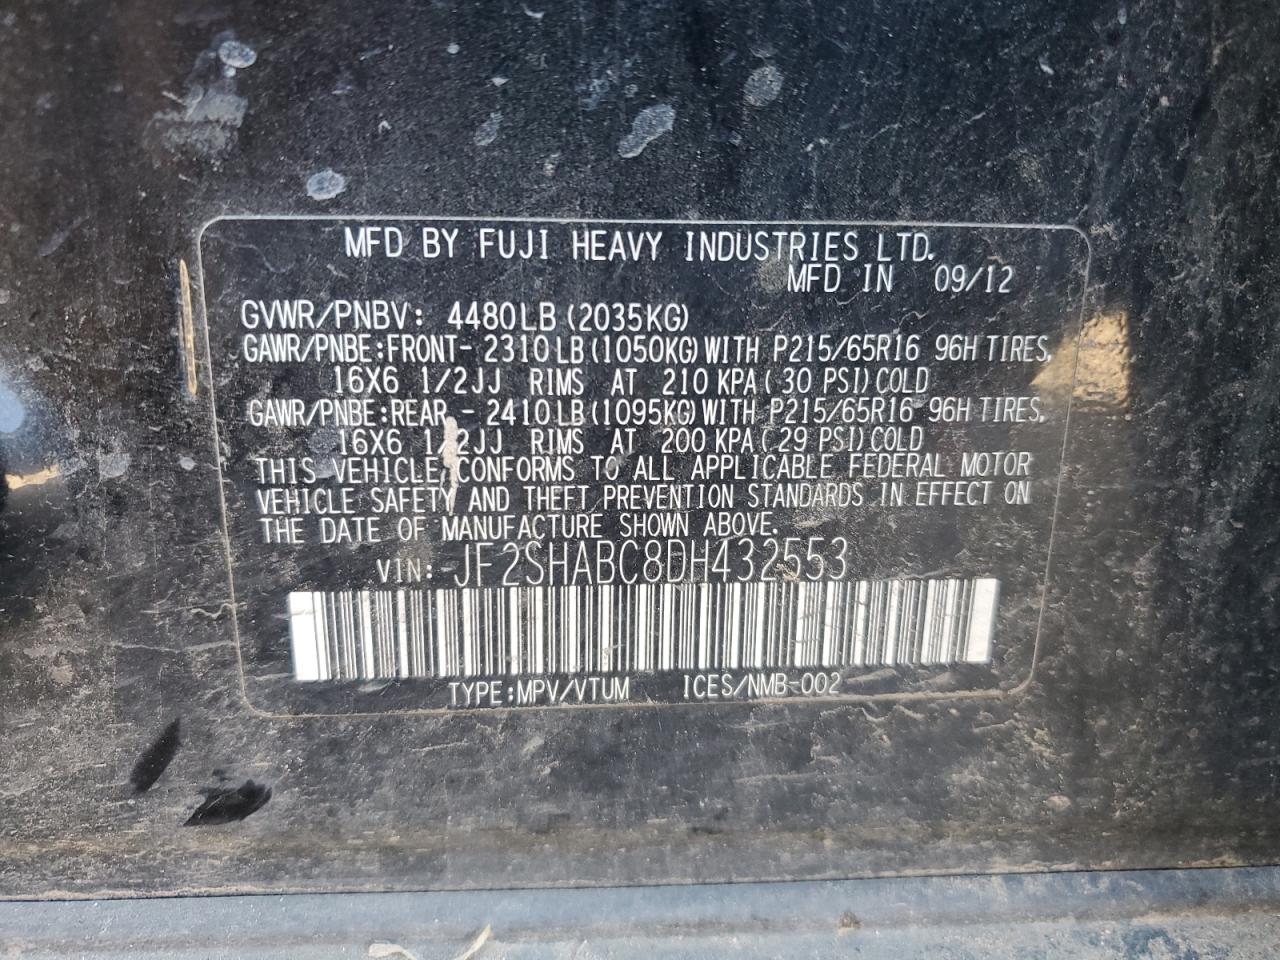 MFD BY FUJI HEAVY INDUSTRIES LTD.
MFD IN 09/12
GVWR/PNBV: 4480LB (2035KG)
GAWR/PNBE:FRONT- 2310LB(1050KG)WITH P215/65R16 96H TIRES,
16X6 1/2JJ RIMS AT 210 KPA(30 PSI)COLD
GAWR/PNBE:REAR - 2410LB(1095KG)WITH P215/65R16 96H TIRES,
16X6 1/2JJ RIMS AT 200 KPA(29 PSI)COLD
THIS VEHICLE CONFORMS TO ALL APPLICABLE FEDERAL MOTOR
VEHICLE SAFETY AND THEFT PREVENTION STANDARDS IN EFFECT ON
THE DATE OF MANUFACTURE SHOWN ABOVE.
VIN: JF2SHABC8DH432553
TYPE:MPV/VTUM ICES/NMB-002